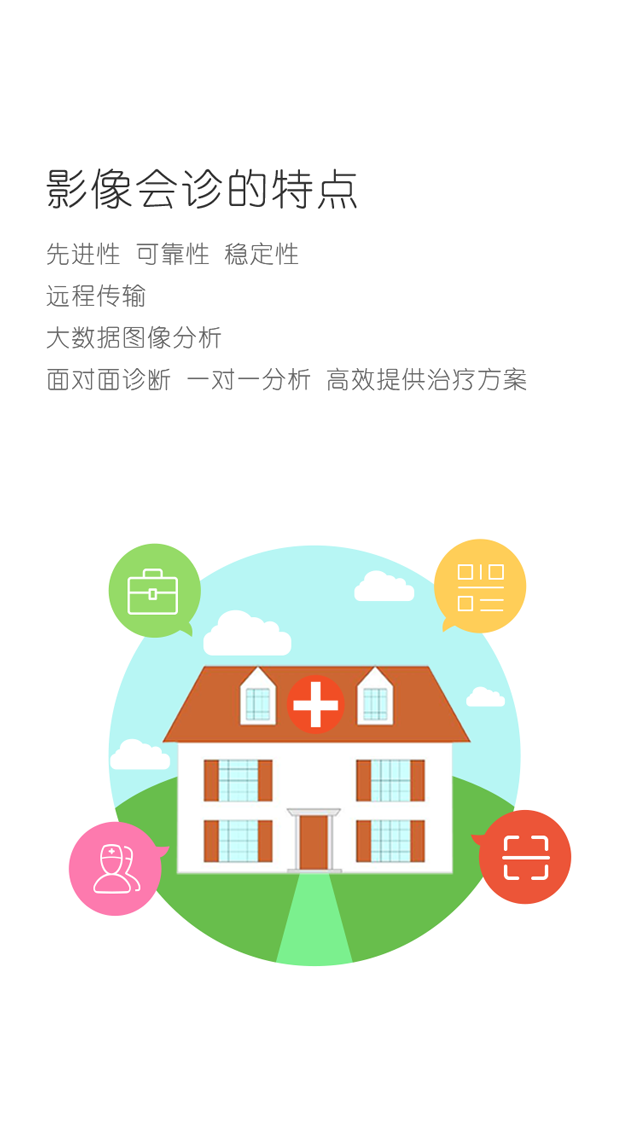 影像会诊的特点
先进性 可靠性 稳定性
远程传输
大数据图像分析
面对面诊断 一对一分析 高效提供治疗方案